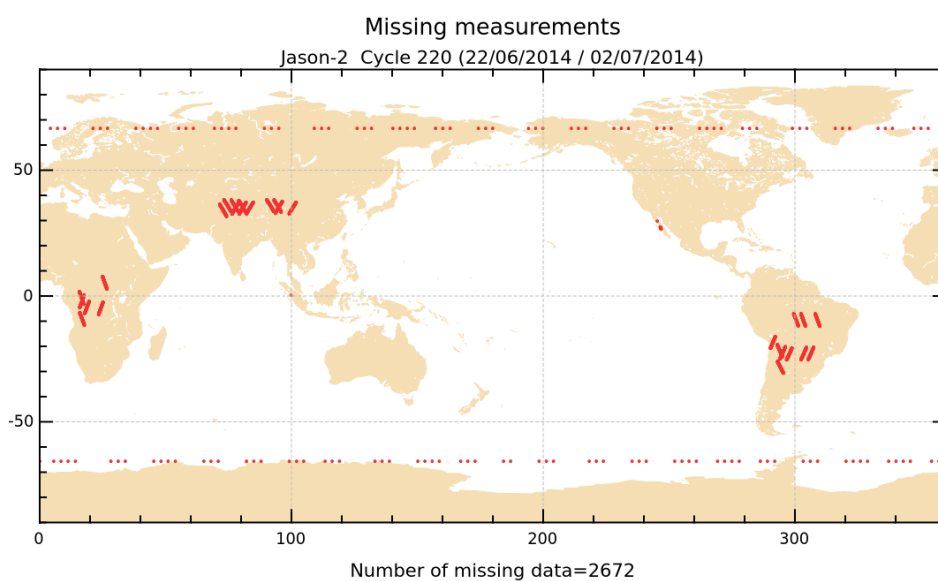 Missing measurements
Jason-2 Cycle 220 (22/06/2014 / 02/07/2014)
50
0
-50
0 100 200 300
Number of missing data=2672